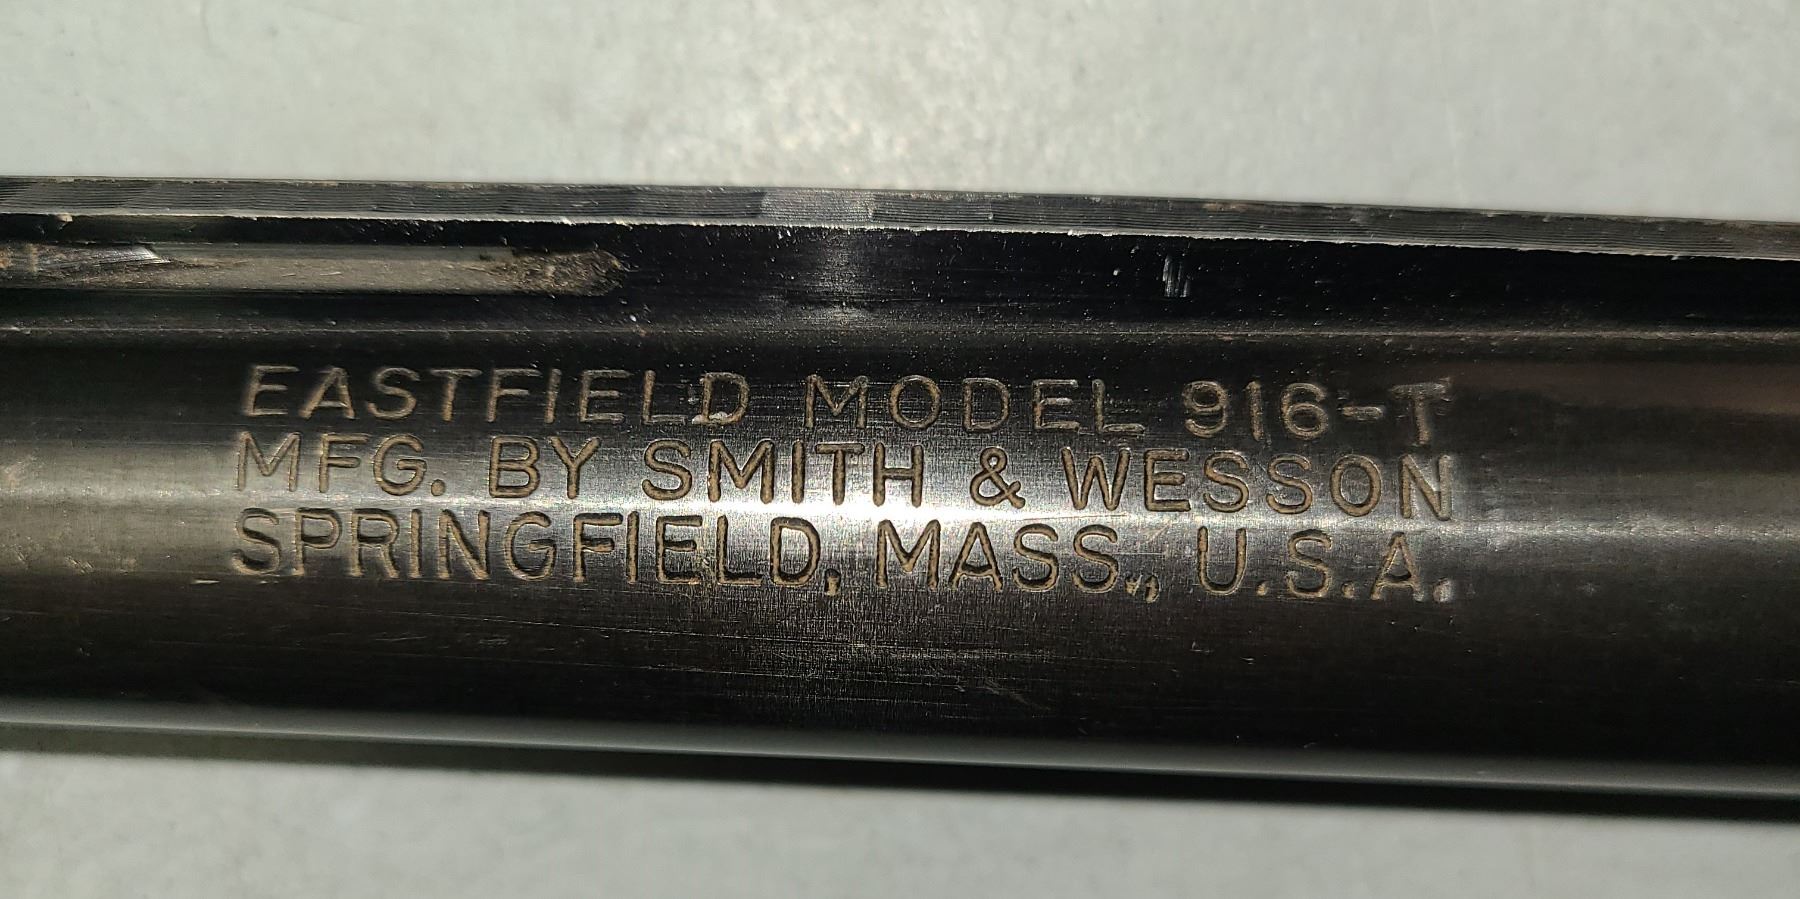 EASTFIELD MODEL 916-T
MFG. BY SMITH & WESSON
SPRINGFIELD, MASS., U.S.A.